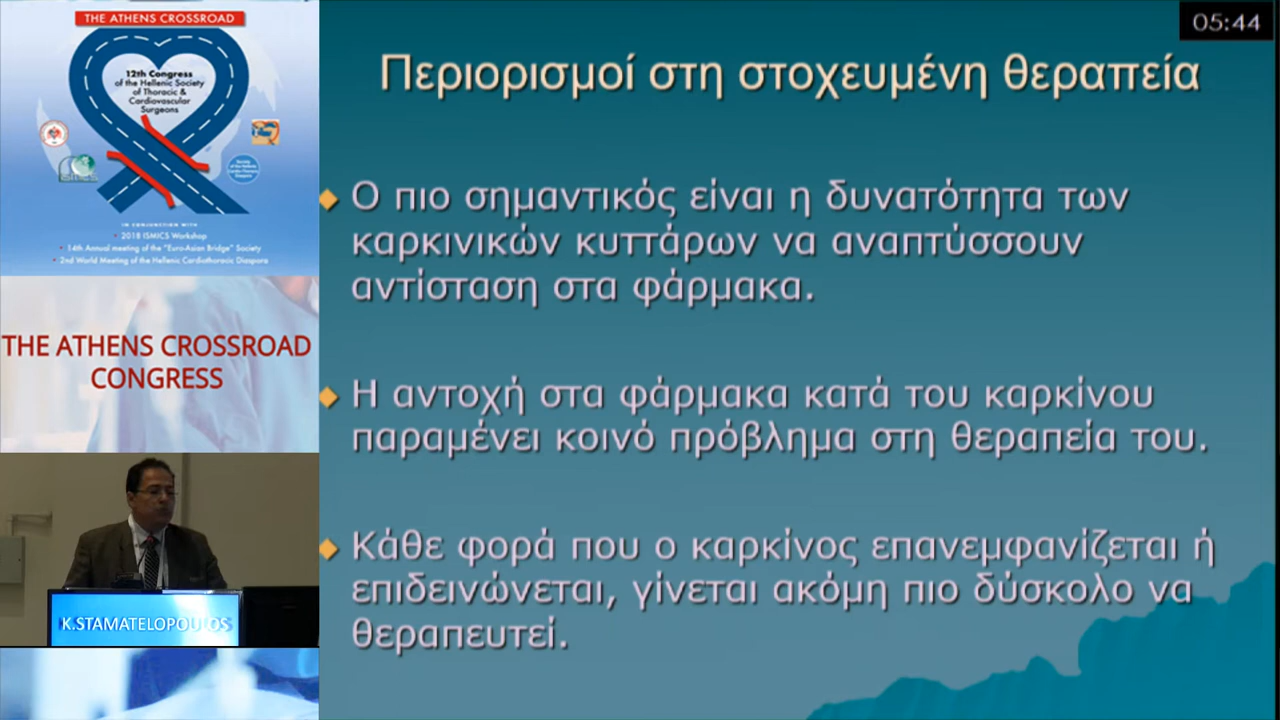 THE ATHENS CROSSROAD
12th Congress
of the Hellenic Society
of Thoracic &
Cardiovascular
Surgeons
IN CONJUNCTION WITH
• 2018 ISMICS Workshop
• 14th Annual meeting of the "Euro-Asian Bridge" Society
• 2nd World Meeting of the Hellenic Cardiothoracic Diaspora
THE ATHENS CROSSROAD
CONGRESS
K.STAMATELOPOULOS
05:44
Περιορισμοί στη στοχευμένη θεραπεία
Ο πιο σημαντικός είναι η δυνατότητα των
καρκινικών κυττάρων να αναπτύσσουν
αντίσταση στα φάρμακα.
Η αντοχή στα φάρμακα κατά του καρκίνου
παραμένει κοινό πρόβλημα στη θεραπεία του.
Κάθε φορά που ο καρκίνος επανεμφανίζεται ή
επιδεινώνεται, γίνεται ακόμη πιο δύσκολο να
θεραπευτεί.